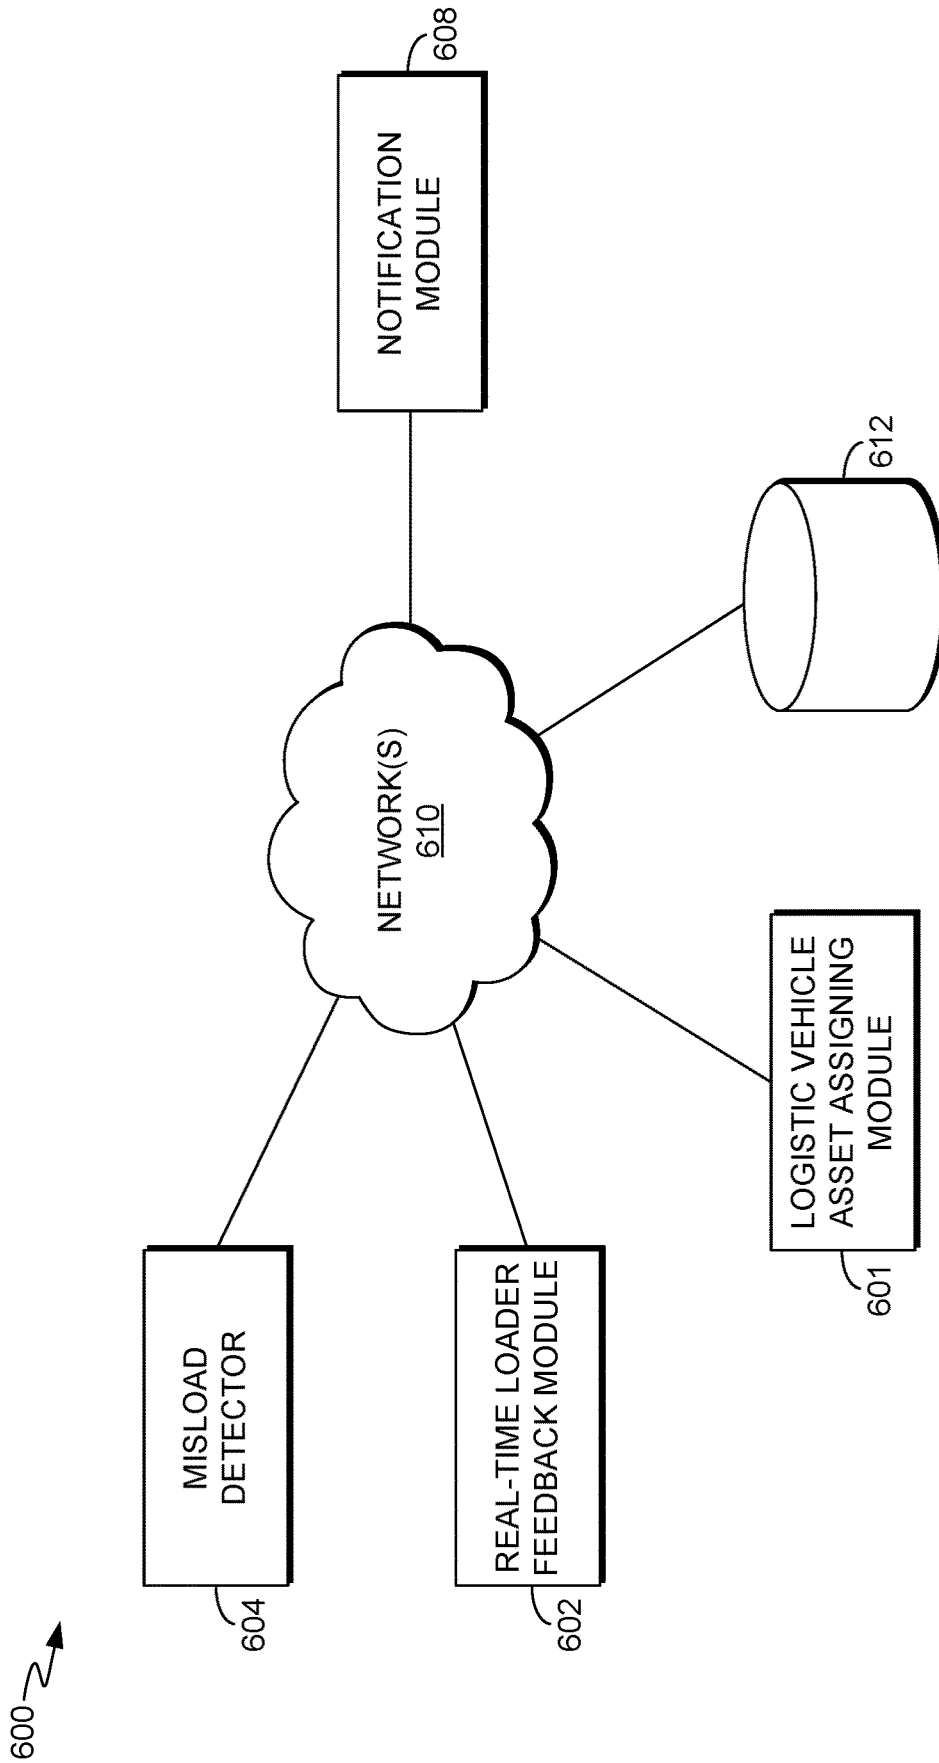 600
604
MISLOAD
DETECTOR
602
REAL-TIME LOADER
FEEDBACK MODULE
601
LOGISTIC VEHICLE
ASSET ASSIGNING
MODULE
NETWORK(S)
610
612
NOTIFICATION
MODULE
608